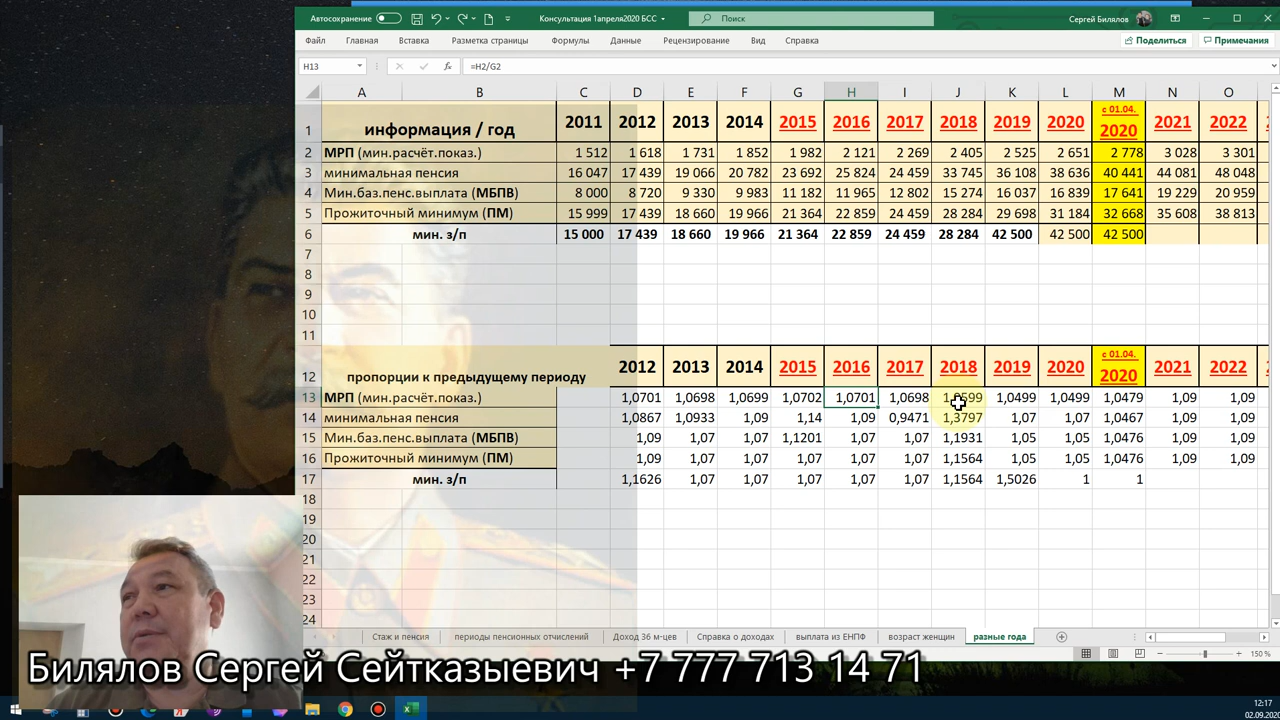 Автосохранение
Консультация 1апреля2020 БСС
Поиск
Сергей Билялов
Файл Главная Вставка Разметка страницы Формулы Данные Рецензирование Вид Справка Поделиться Примечания
H13 fx =H2/G2
A B C D E F G H I J K L M N O
1 информация / год 2011 2012 2013 2014 2015 2016 2017 2018 2019 2020 с 01.04. 2020 2021 2022
2 МРП (мин.расчёт.показ.) 1 512 1 618 1 731 1 852 1 982 2 121 2 269 2 405 2 525 2 651 2 778 3 028 3 301
3 минимальная пенсия 16 047 17 439 19 066 20 782 23 692 25 824 24 459 33 745 36 108 38 636 40 441 44 081 48 048
4 Мин.баз.пенс.выплата (МБПВ) 8 000 8 720 9 330 9 983 11 182 11 965 12 802 15 274 16 037 16 839 17 641 19 229 20 959
5 Прожиточный минимум (ПМ) 15 999 17 439 18 660 19 966 21 364 22 859 24 459 28 284 29 698 31 184 32 668 35 608 38 813
6 мин. з/п 15 000 17 439 18 660 19 966 21 364 22 859 24 459 28 284 42 500 42 500 42 500
7
8
9
10
11
12 пропорции к предыдущему периоду 2012 2013 2014 2015 2016 2017 2018 2019 2020 с 01.04. 2020 2021 2022
13 МРП (мин.расчёт.показ.) 1,0701 1,0698 1,0699 1,0702 1,0701 1,0698 1,0599 1,0499 1,0499 1,0479 1,09 1,09
14 минимальная пенсия 1,0867 1,0933 1,09 1,14 1,09 0,9471 1,3797 1,07 1,07 1,0467 1,09 1,09
15 Мин.баз.пенс.выплата (МБПВ) 1,09 1,07 1,07 1,1201 1,07 1,07 1,1931 1,05 1,05 1,0476 1,09 1,09
16 Прожиточный минимум (ПМ) 1,09 1,07 1,07 1,07 1,07 1,07 1,1564 1,05 1,05 1,0476 1,09 1,09
17 мин. з/п 1,1626 1,07 1,07 1,07 1,07 1,07 1,1564 1,5026 1 1
18
19
20
21
22
23
24
Стаж и пенсия периоды пенсионных отчислений Доход 36 м-цев Справка о доходах выплата из ЕНПФ возраст женщин разные года
150 %
Билялов Сергей Сейтказыевич +7 777 713 14 71
12:17
02.09.2020